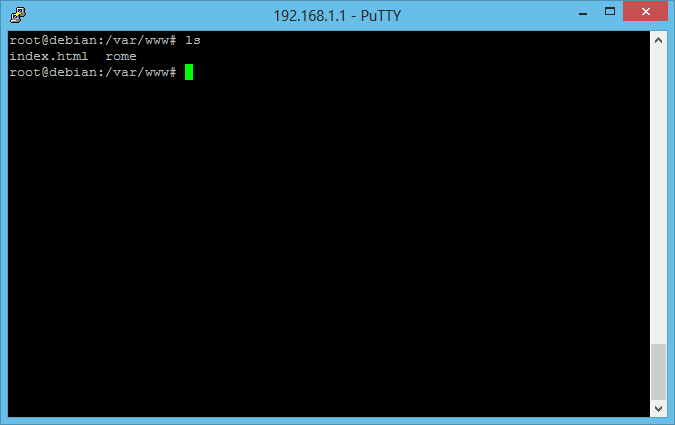 192.168.1.1 - PuTTY
root@debian:/var/www# ls
index.html  rome
root@debian:/var/www#